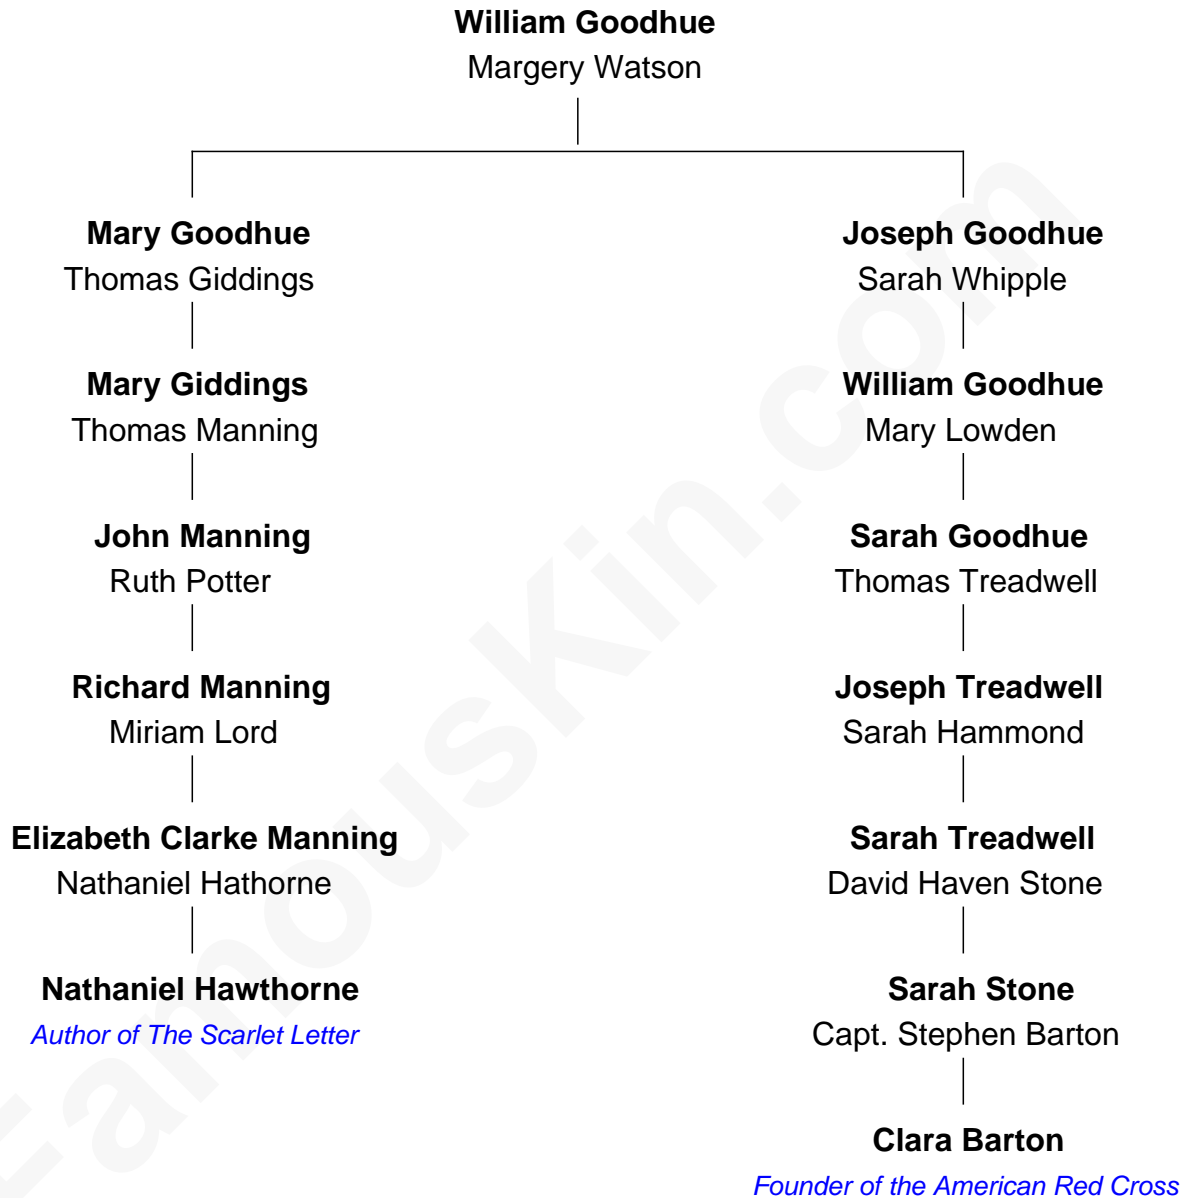 William Goodhue
Margery Watson
Mary Goodhue
Thomas Giddings
Joseph Goodhue
Sarah Whipple
Mary Giddings
Thomas Manning
William Goodhue
Mary Lowden
John Manning
Ruth Potter
Sarah Goodhue
Thomas Treadwell
Richard Manning
Miriam Lord
Joseph Treadwell
Sarah Hammond
Elizabeth Clarke Manning
Nathaniel Hathorne
Sarah Treadwell
David Haven Stone
Nathaniel Hawthorne
Author of The Scarlet Letter
Sarah Stone
Capt. Stephen Barton
Clara Barton
Founder of the American Red Cross
FamousKin.com